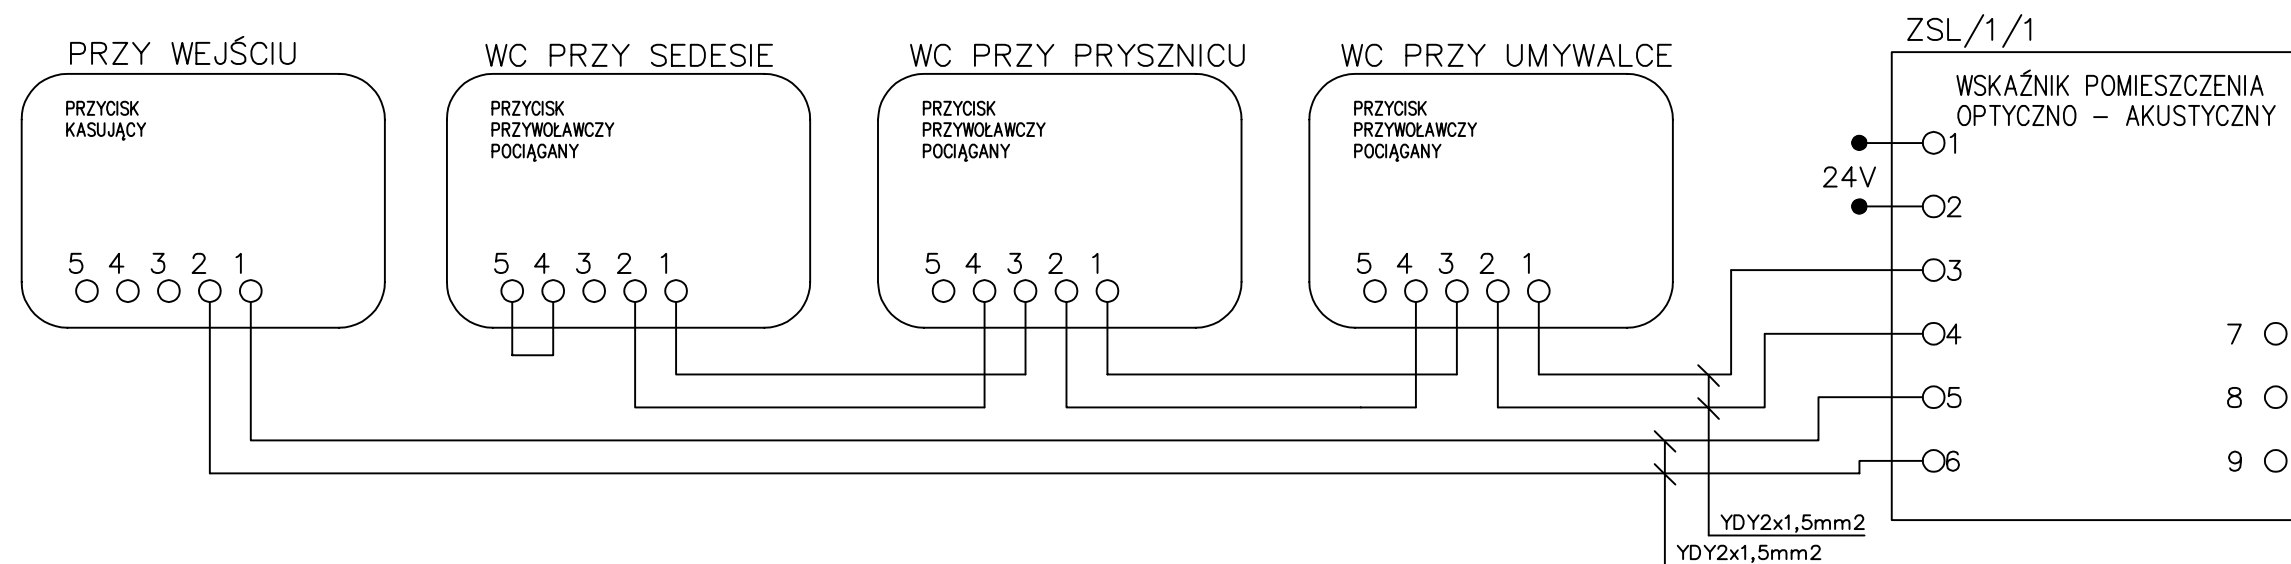 PRZY WEJŚCIU
PRZYCISK
KASUJĄCY
5 4 3 2 1
WC PRZY SEDESIE
PRZYCISK
PRZYWOŁAWCZY
POCIĄGANY
5 4 3 2 1
WC PRZY PRYSZNICU
PRZYCISK
PRZYWOŁAWCZY
POCIĄGANY
5 4 3 2 1
WC PRZY UMYWALCE
PRZYCISK
PRZYWOŁAWCZY
POCIĄGANY
5 4 3 2 1
ZSL/1/1
WSKAŹNIK POMIESZCZENIA
OPTYCZNO – AKUSTYCZNY
1
24V
2
3
4
5
6
7
8
9
YDY2x1,5mm2
YDY2x1,5mm2